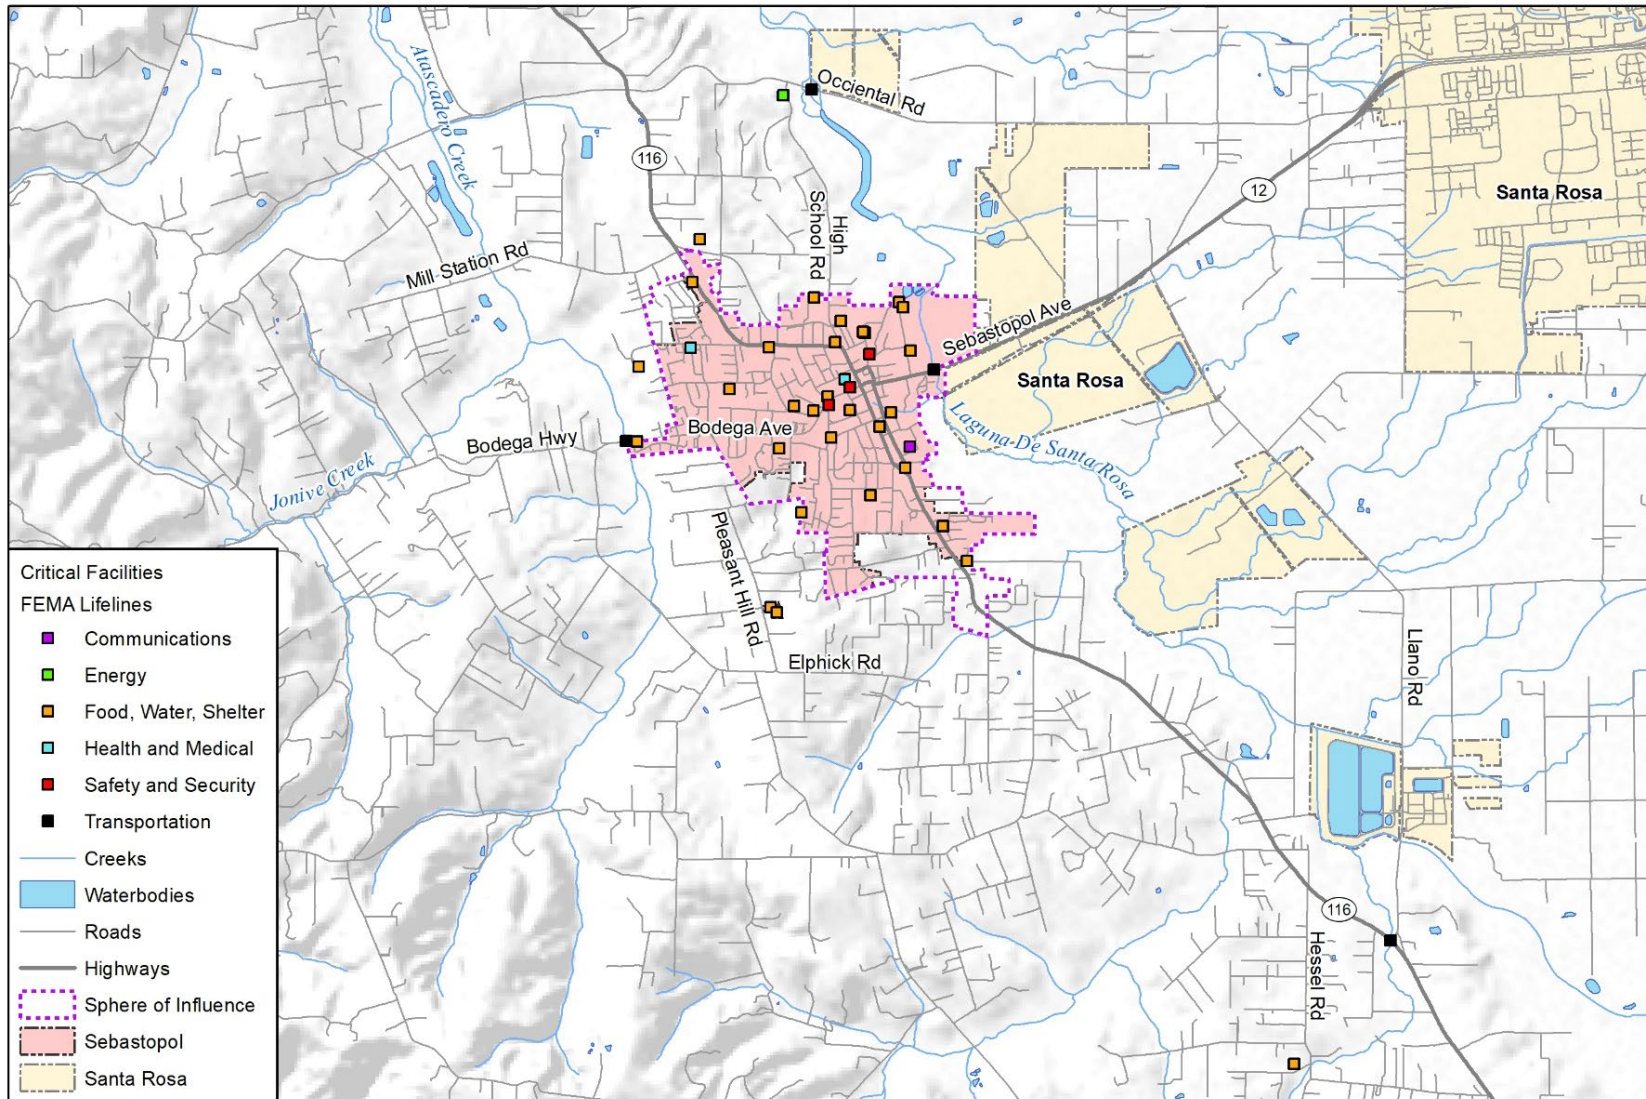 Atascadero Creek
Occiental Rd
116
12
Santa Rosa
High
School Rd
Mill Station Rd
Sebastopol Ave
Santa Rosa
Bodega Ave
Bodega Hwy
Laguna De Santa Rosa
Jonive Creek
Pleasant Hill Rd
Elphick Rd
Llano Rd
116
Hessel Rd
Critical Facilities
FEMA Lifelines
Communications
Energy
Food, Water, Shelter
Health and Medical
Safety and Security
Transportation
Creeks
Waterbodies
Roads
Highways
Sphere of Influence
Sebastopol
Santa Rosa